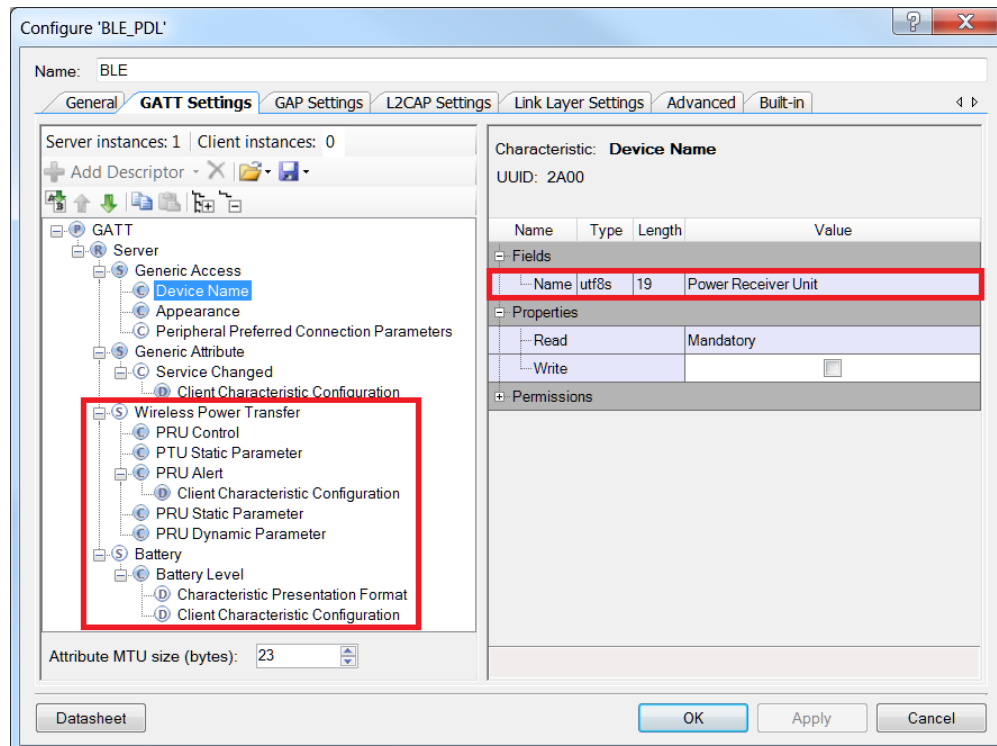 Configure 'BLE_PDL'
Name: BLE
General GATT Settings GAP Settings L2CAP Settings Link Layer Settings Advanced Built-in
Server instances: 1 Client instances: 0
Add Descriptor
GATT
Server
Generic Access
Device Name
Appearance
Peripheral Preferred Connection Parameters
Generic Attribute
Service Changed
Client Characteristic Configuration
Wireless Power Transfer
PRU Control
PTU Static Parameter
PRU Alert
Client Characteristic Configuration
PRU Static Parameter
PRU Dynamic Parameter
Battery
Battery Level
Characteristic Presentation Format
Client Characteristic Configuration
Attribute MTU size (bytes): 23
Characteristic: Device Name
UUID: 2A00
Name Type Length Value
Fields
Name utf8s 19 Power Receiver Unit
Properties
Read Mandatory
Write
Permissions
Datasheet OK Apply Cancel